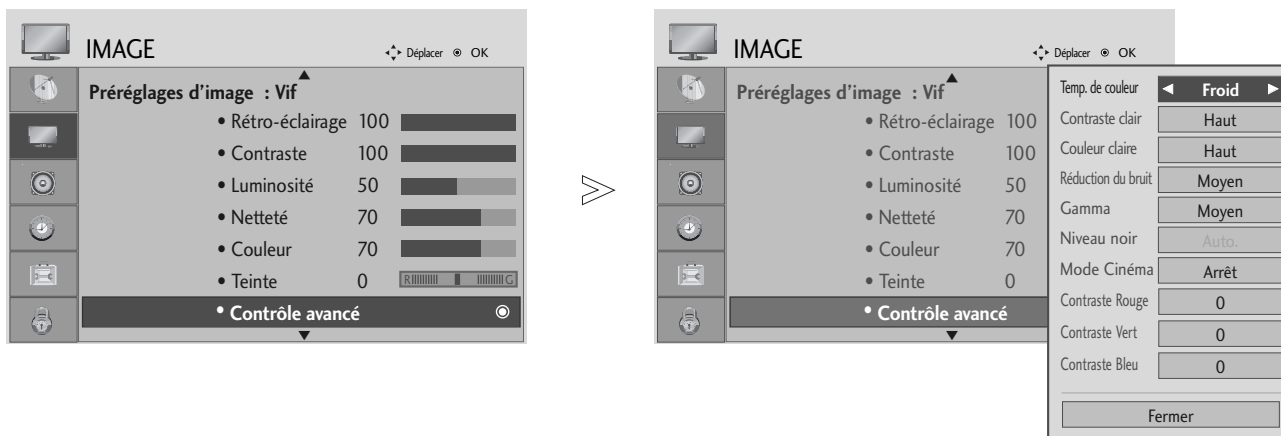 IMAGE
Déplacer OK
Préréglages d'image : Vif
• Rétro-éclairage 100
• Contraste 100
• Luminosité 50
• Netteté 70
• Couleur 70
• Teinte 0 R G
• Contrôle avancé
IMAGE
Déplacer OK
Préréglages d'image : Vif
• Rétro-éclairage 100
• Contraste 100
• Luminosité 50
• Netteté 70
• Couleur 70
• Teinte 0
• Contrôle avancé
Temp. de couleur Froid
Contraste clair Haut
Couleur claire Haut
Réduction du bruit Moyen
Gamma Moyen
Niveau noir Auto.
Mode Cinéma Arrêt
Contraste Rouge 0
Contraste Vert 0
Contraste Bleu 0
Fermer